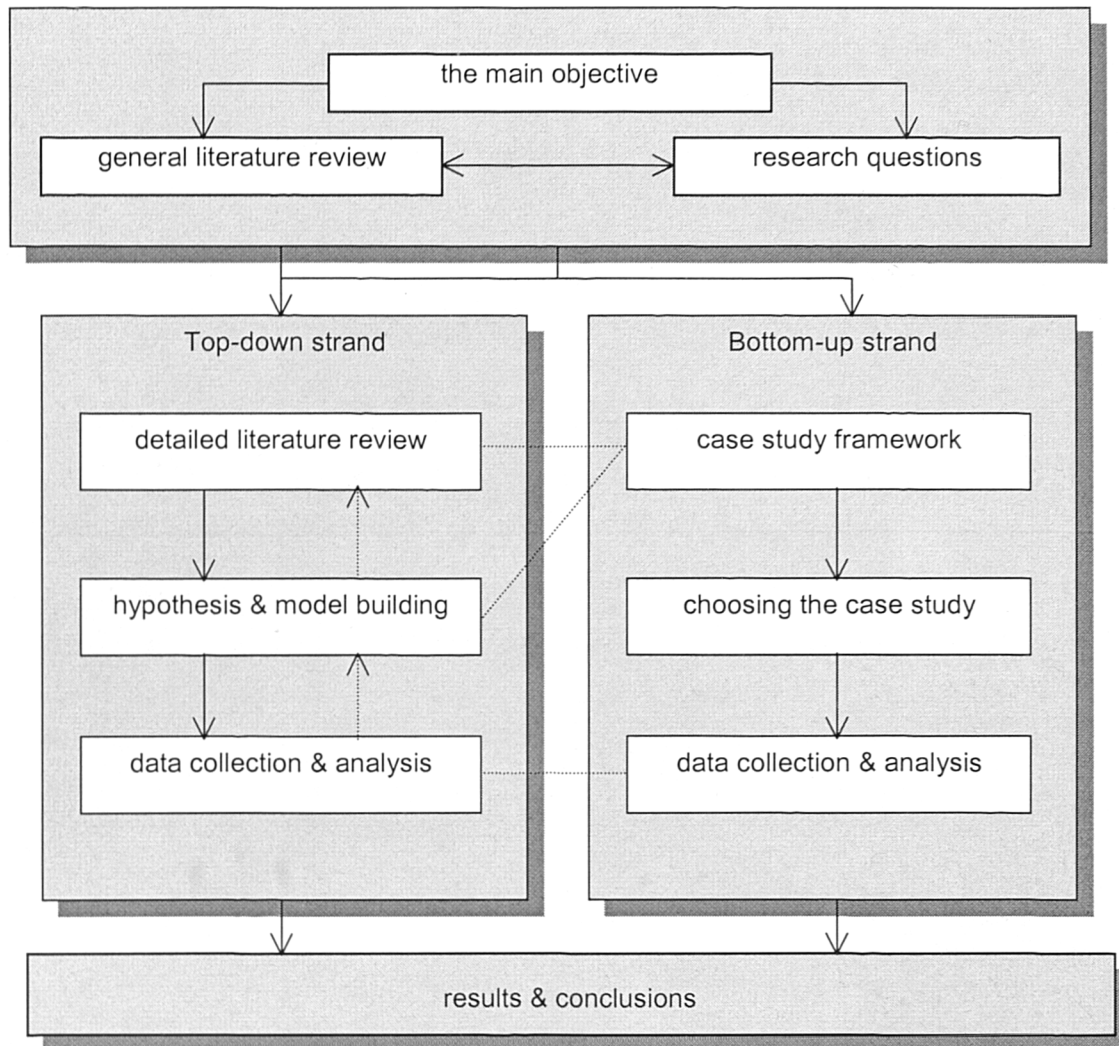 the main objective
general literature review
research questions
Top-down strand
detailed literature review
hypothesis & model building
data collection & analysis
Bottom-up strand
case study framework
choosing the case study
data collection & analysis
results & conclusions